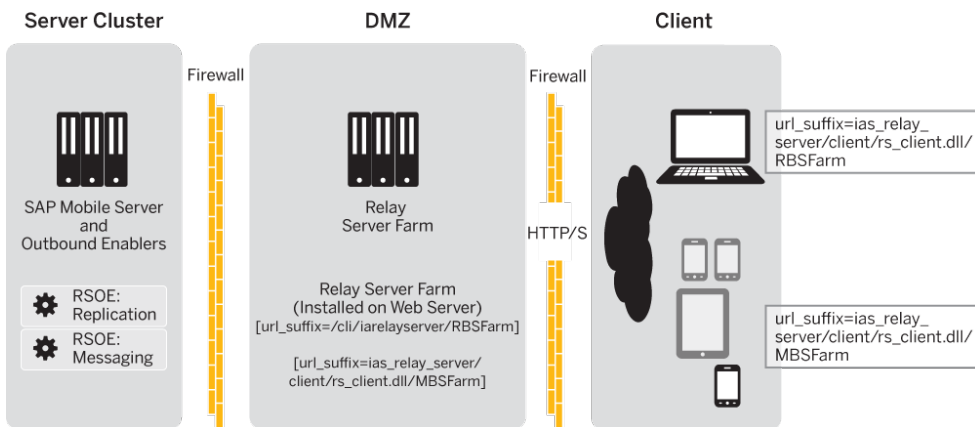 Server Cluster
DMZ
Client
Firewall
Firewall
SAP Mobile Server
and
Outbound Enablers
RSOE:
Replication
RSOE:
Messaging
Relay
Server Farm
Relay Server Farm
(Installed on Web Server)
[url_suffix=/cli/iarelayserver/RBSFarm]
[url_suffix=ias_relay_server/
client/rs_client.dll/MBSFarm]
HTTP/S
url_suffix=ias_relay_
server/client/rs_client.dll/
RBSFarm
url_suffix=ias_relay_
server/client/rs_client.dll/
MBSFarm